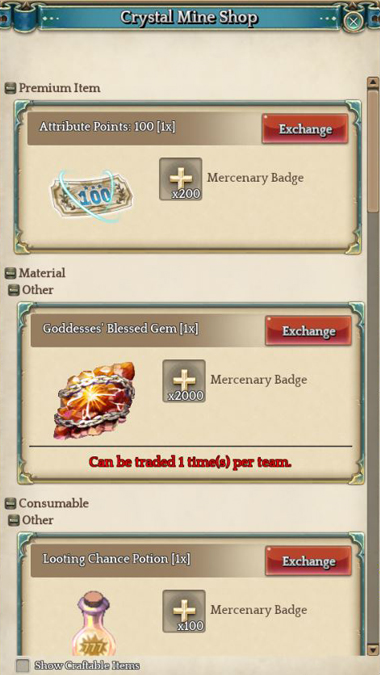 Crystal Mine Shop
Premium Item
Attribute Points: 100 [1x]
Exchange
100
x200
Mercenary Badge
Material
Other
Goddesses' Blessed Gem [1x]
Exchange
x2000
Mercenary Badge
Can be traded 1 time(s) per team.
Consumable
Other
Looting Chance Potion [1x]
Exchange
x100
Mercenary Badge
Show Craftable Items